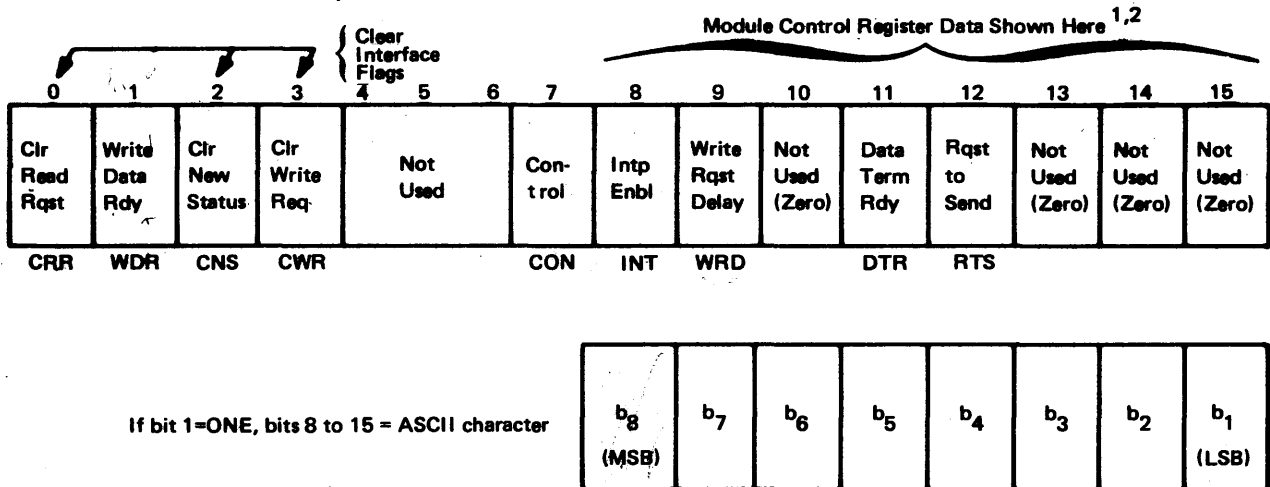 Module Control Register Data Shown Here 1,2
Clear
Interface
Flags
0 1 2 3 4 5 6 7 8 9 10 11 12 13 14 15
Clr Read Rqst
Write Data Rdy
Clr New Status
Clr Write Req
Not Used
Con- trol
Intp Enbl
Write Rqst Delay
Not Used (Zero)
Data Term Rdy
Rqst to Send
Not Used (Zero)
Not Used (Zero)
Not Used (Zero)
CRR WDR CNS CWR CON INT WRD DTR RTS
If bit 1=ONE, bits 8 to 15 = ASCII character
b8 (MSB)
b7
b6
b5
b4
b3
b2
b1 (LSB)